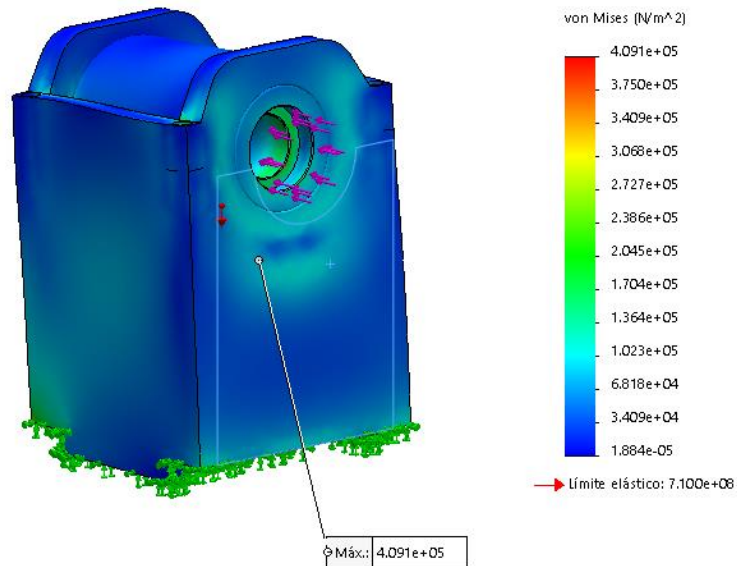 von Mises (N/m^2)
4.091e+05
3.750e+05
3.409e+05
3.068e+05
2.727e+05
2.386e+05
2.045e+05
1.704e+05
1.364e+05
1.023e+05
6.818e+04
3.409e+04
1.884e-05
Límite elástico: 7.100e+08
Máx.: 4.091e+05